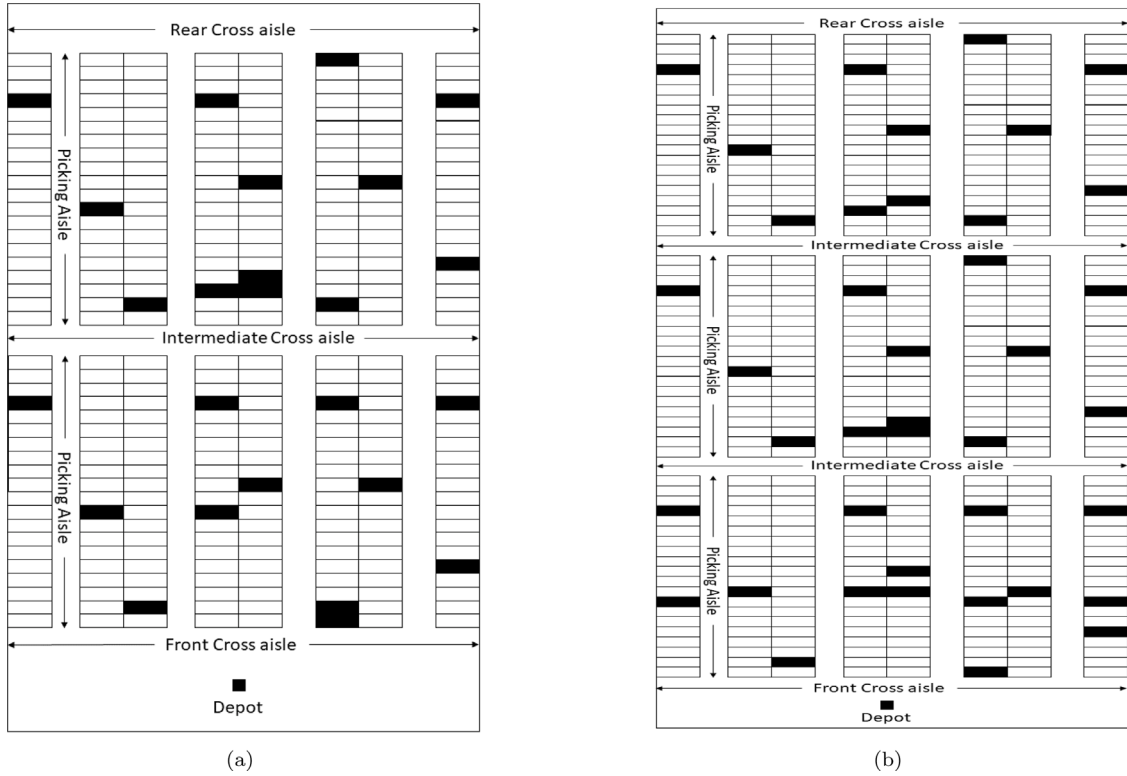 Rear Cross aisle
Picking Aisle
Intermediate Cross aisle
Picking Aisle
Front Cross aisle
Depot
(a)
Rear Cross aisle
Picking Aisle
Intermediate Cross aisle
Picking Aisle
Intermediate Cross aisle
Picking Aisle
Front Cross aisle
Depot
(b)